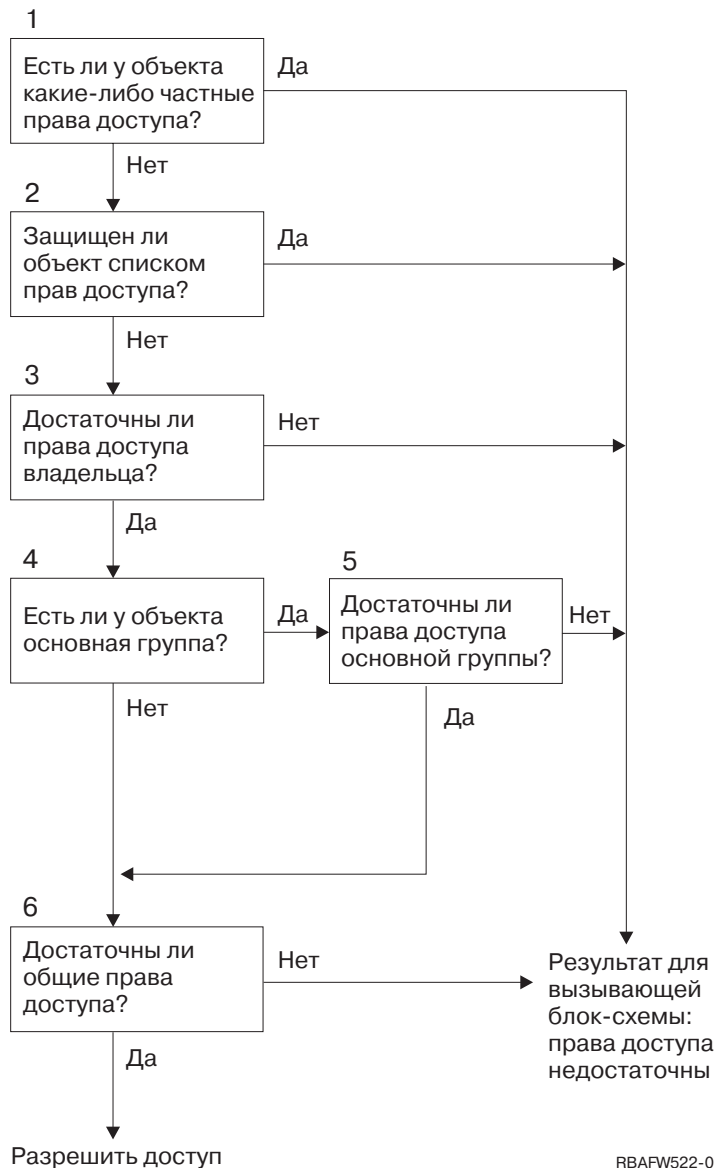 1
Есть ли у объекта
какие-либо частные
права доступа?
Да
Нет
2
Защищен ли
объект списком
прав доступа?
Да
Нет
3
Достаточны ли
права доступа
владельца?
Нет
Да
4
Есть ли у объекта
основная группа?
Да
5
Достаточны ли
права доступа
основной группы?
Нет
Нет
Да
6
Достаточны ли
общие права
доступа?
Нет
Результат для
вызывающей
блок-схемы:
права доступа
недостаточны
Да
Разрешить доступ
RBAFW522-0